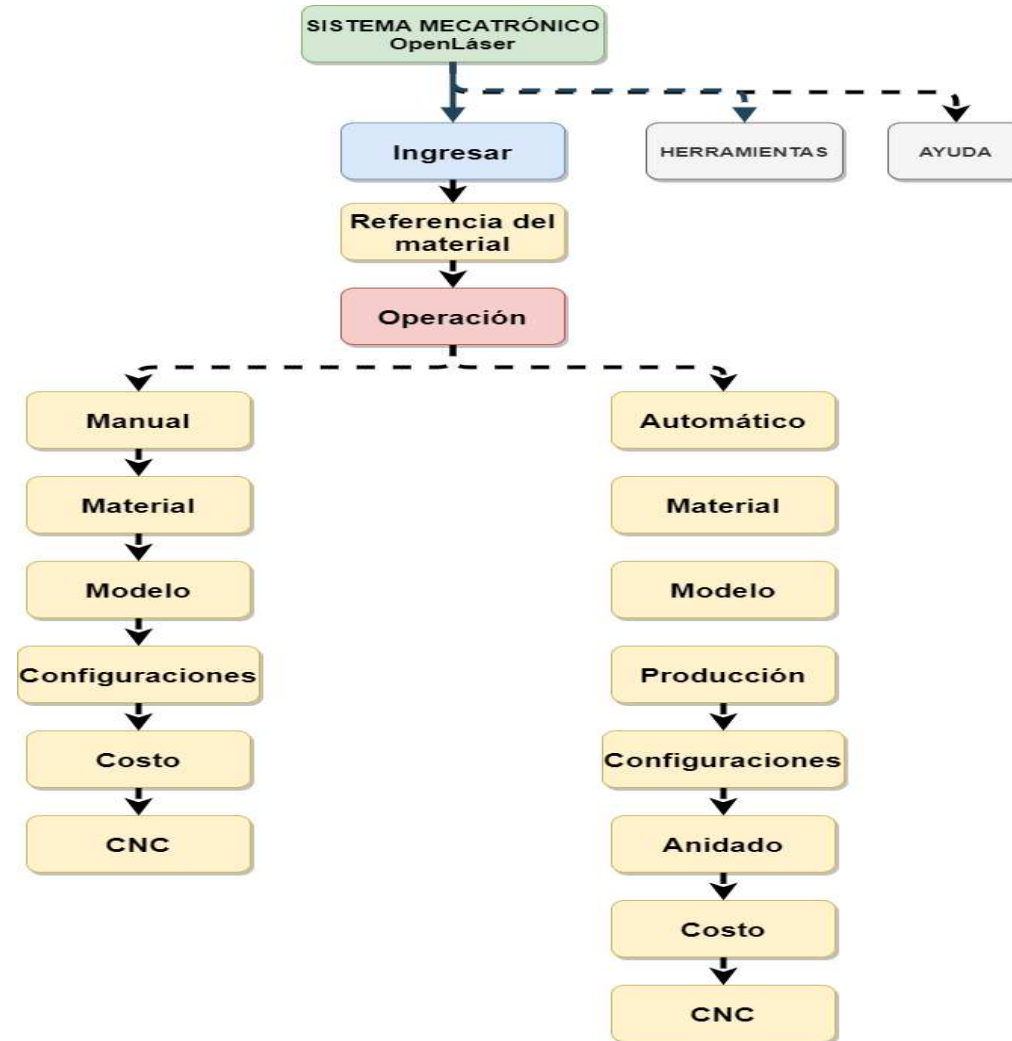 SISTEMA MECATRÓNICO
OpenLáser
Ingresar
HERRAMIENTAS
AYUDA
Referencia del
material
Operación
Manual
Automático
Material
Material
Modelo
Modelo
Configuraciones
Producción
Costo
Configuraciones
CNC
Anidado
Costo
CNC